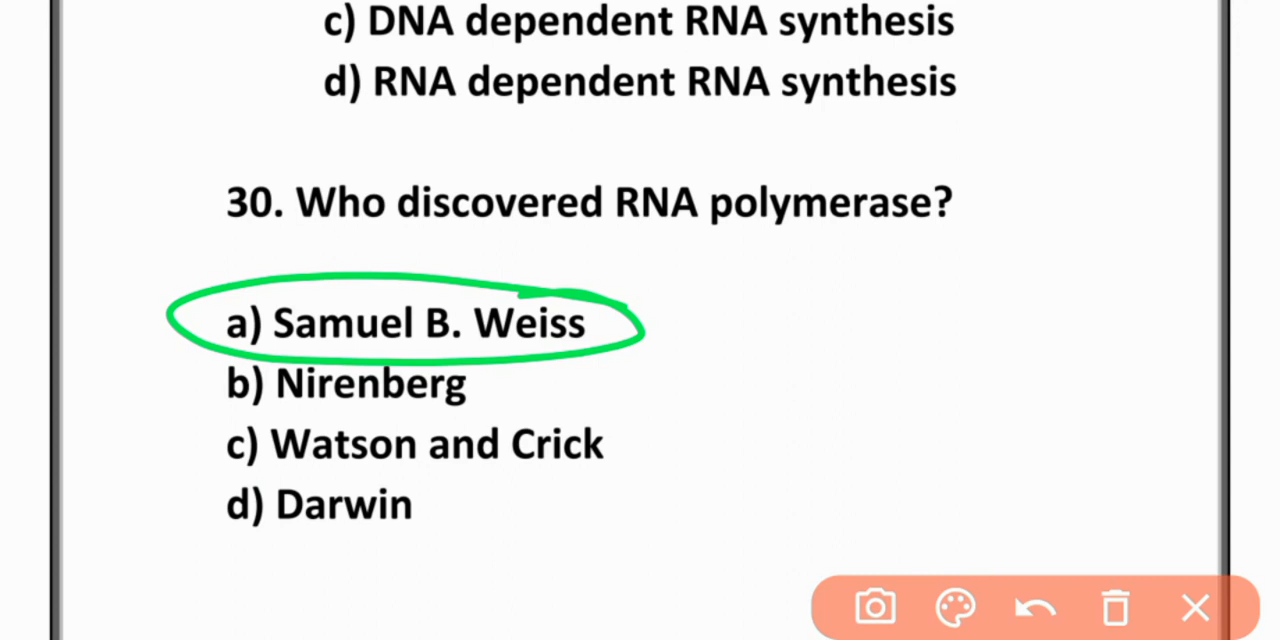 c) DNA dependent RNA synthesis
d) RNA dependent RNA synthesis
30. Who discovered RNA polymerase?
a) Samuel B. Weiss
b) Nirenberg
c) Watson and Crick
d) Darwin